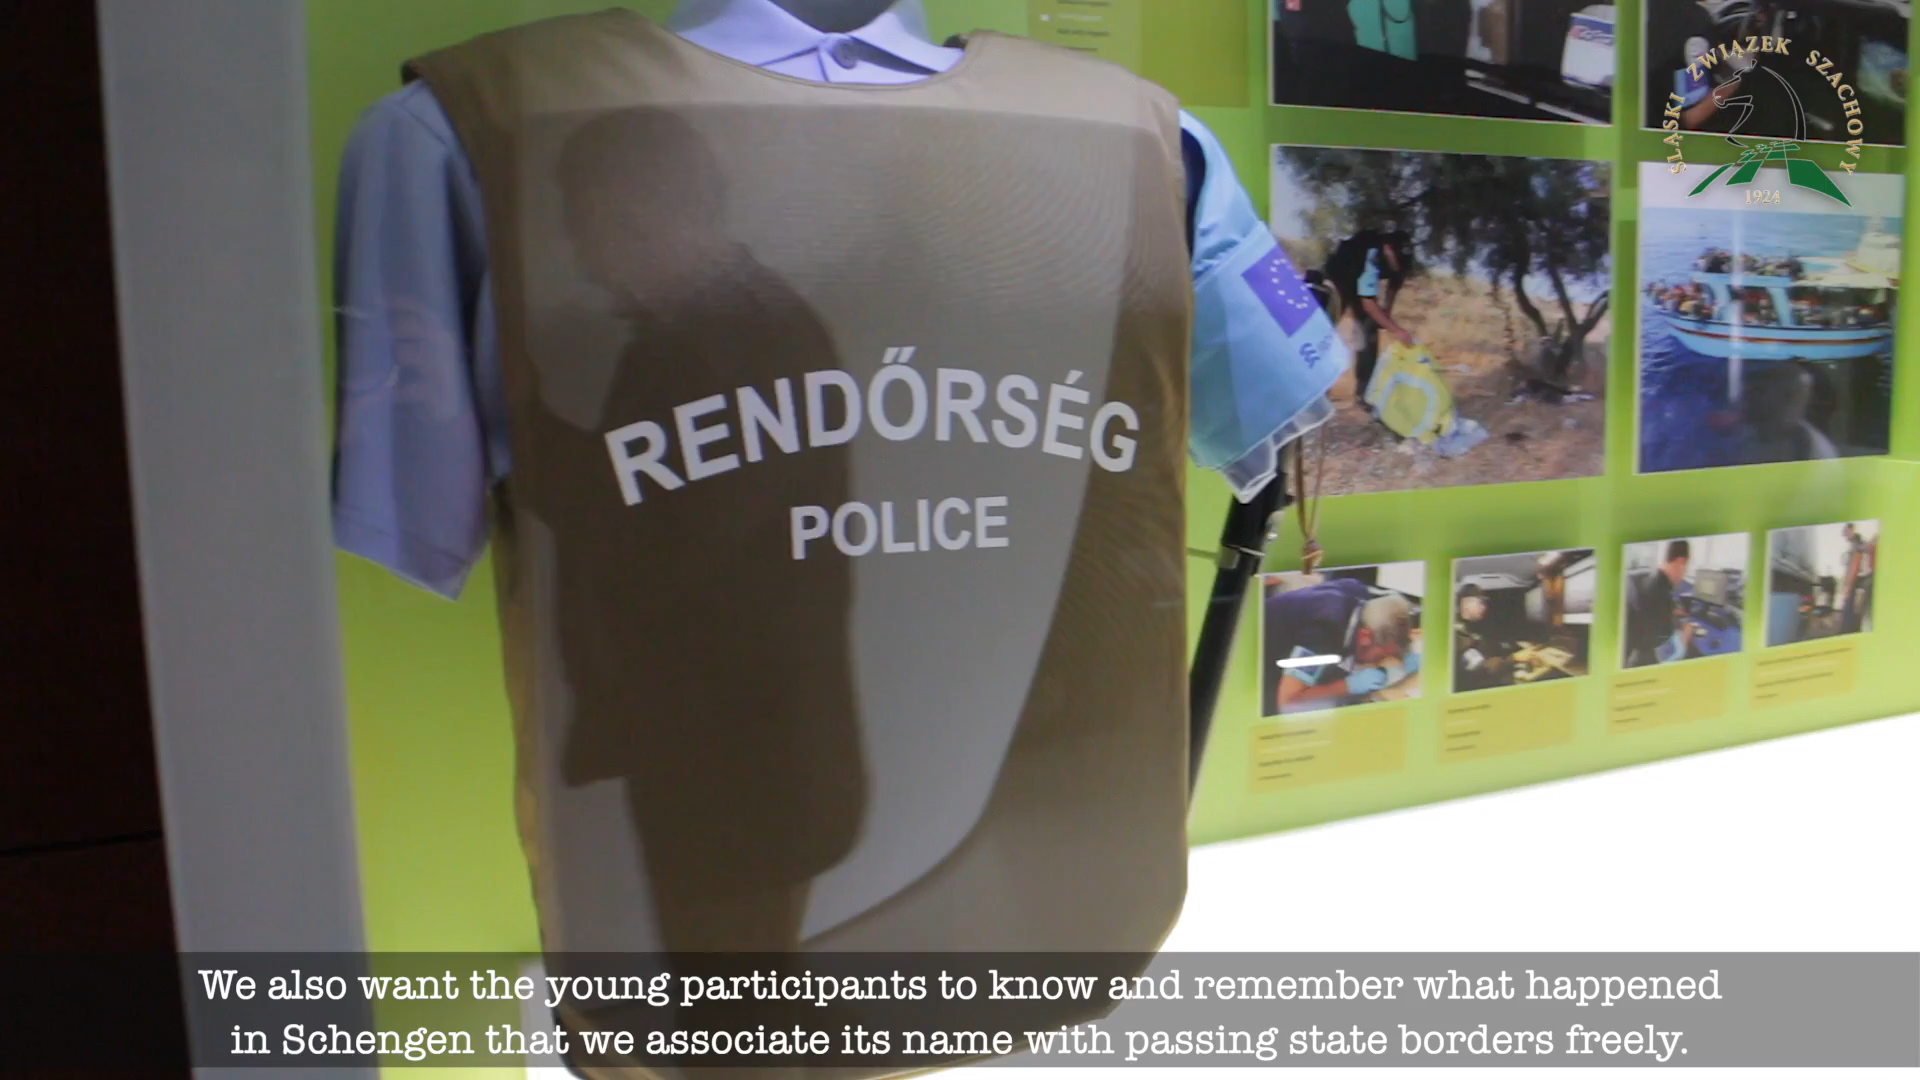 ŚLĄSKI ZWIĄZEK SZACHOWY
1924
RENDŐRSÉG
POLICE
We also want the young participants to know and remember what happened
in Schengen that we associate its name with passing state borders freely.